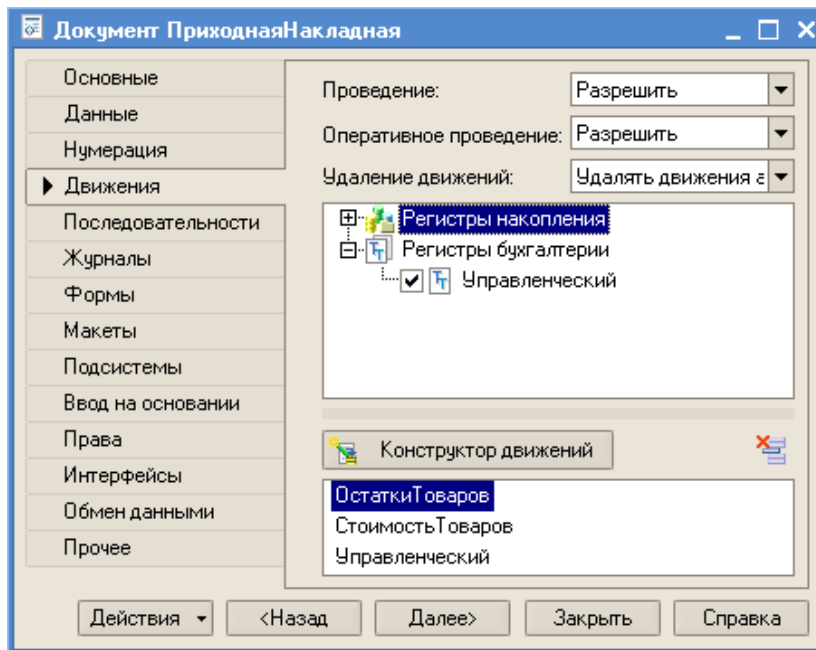 Документ ПриходнаяНакладная
Основные
Данные
Нумерация
Движения
Последовательности
Журналы
Формы
Макеты
Подсистемы
Ввод на основании
Права
Интерфейсы
Обмен данными
Прочее
Проведение: Разрешить
Оперативное проведение: Разрешить
Удаление движений: Удалять движения а
Регистры накопления
Регистры бухгалтерии
Управленческий
Конструктор движений
ОстаткиТоваров
СтоимостьТоваров
Управленческий
Действия <Назад Далее> Закрыть Справка